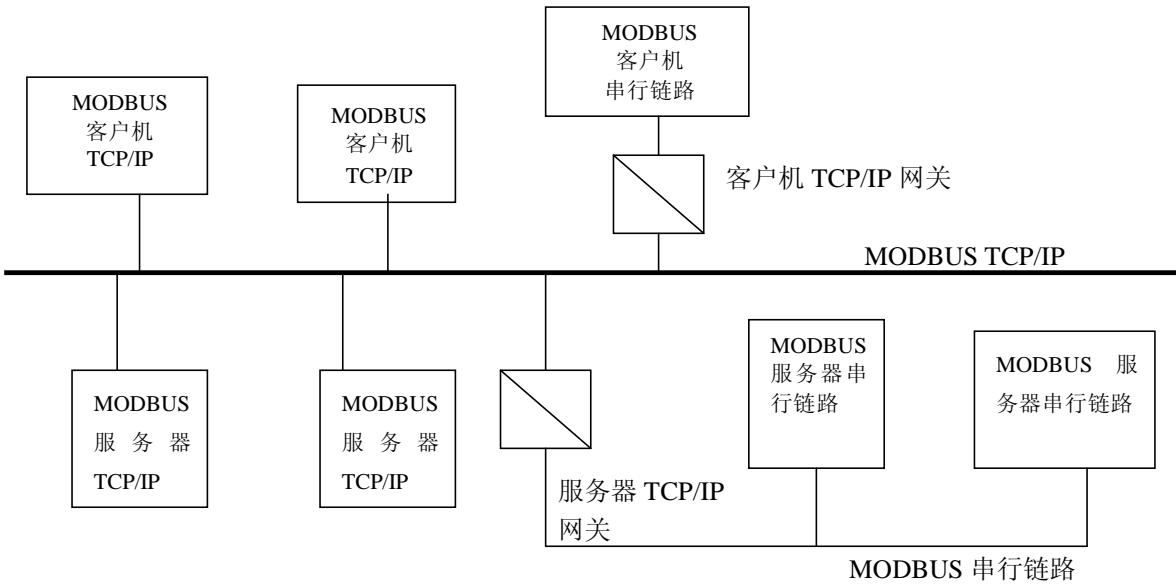 MODBUS
客户机
TCP/IP
MODBUS
客户机
TCP/IP
MODBUS
客户机
串行链路
客户机 TCP/IP 网关
MODBUS TCP/IP
MODBUS
服 务 器
TCP/IP
MODBUS
服 务 器
TCP/IP
服务器 TCP/IP
网关
MODBUS
服务器串
行链路
MODBUS 服
务器串行链路
MODBUS 串行链路